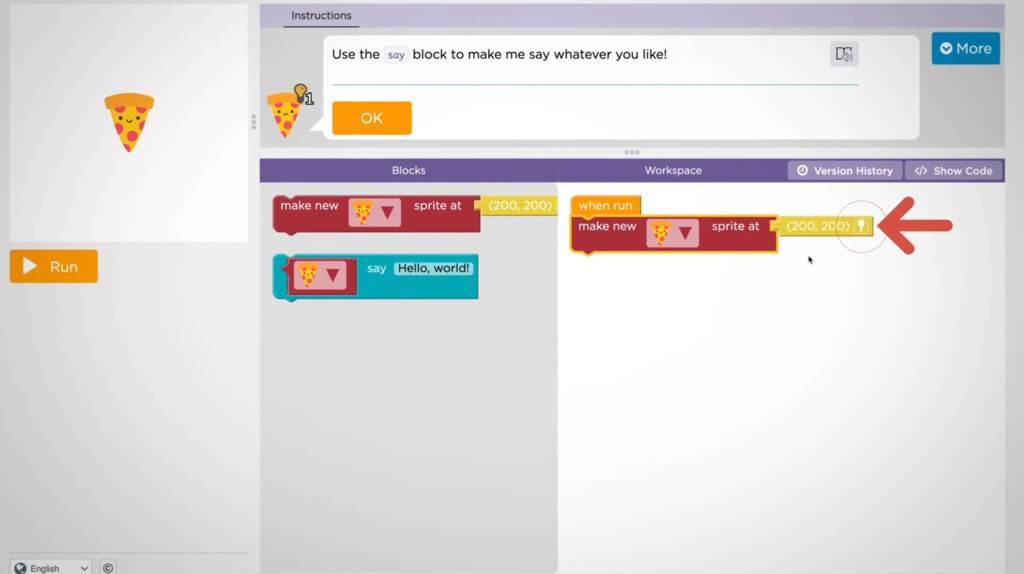 Instructions
Use the say block to make me say whatever you like!
More
1
OK
Blocks
Workspace
Version History
</> Show Code
make new sprite at (200, 200)
say Hello, world!
when run
make new sprite at (200, 200)
Run
English
©